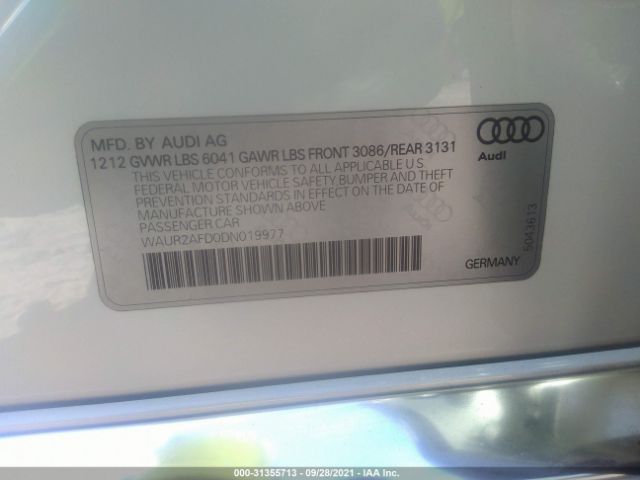 MFD. BY AUDI AG
1212 GVWR LBS 6041 GAWR LBS FRONT 3086/REAR 3131
THIS VEHICLE CONFORMS TO ALL APPLICABLE U S
FEDERAL MOTOR VEHICLE SAFETY BUMPER AND THEFT
PREVENTION STANDARDS IN EFFECT ON THE DATE OF
MANUFACTURE SHOWN ABOVE
PASSENGER CAR
WAUR2AFD0DN019977
Audi
5043613
GERMANY
000-31355713 - 09/28/2021 - IAA Inc.